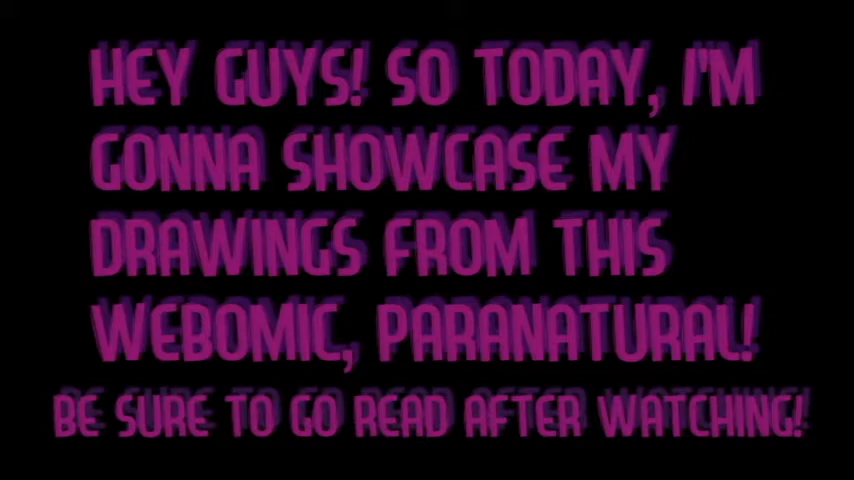 HEY GUYS! SO TODAY, I'M
GONNA SHOWCASE MY
DRAWINGS FROM THIS
WEBOMIC, PARANATURAL!
BE SURE TO GO READ AFTER WATCHING!